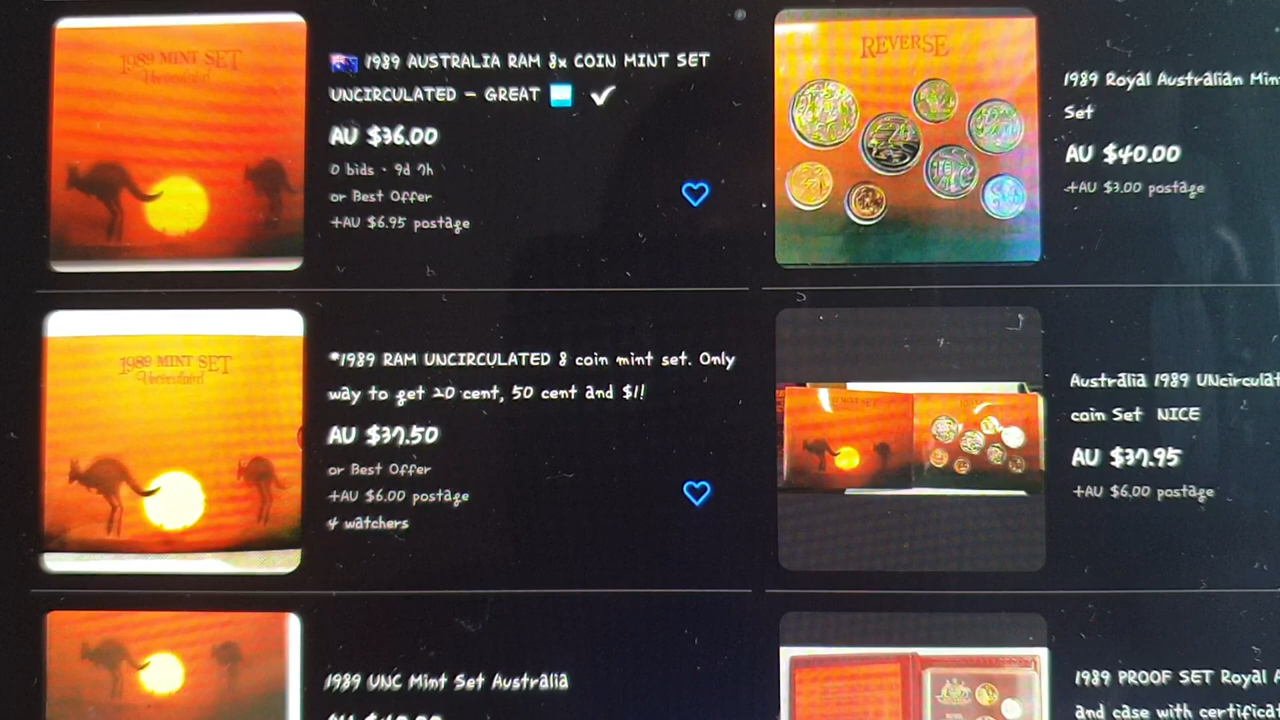 1989 MINT SET
Uncirculated
1989 AUSTRALIA RAM 8x COIN MINT SET
UNCIRCULATED – GREAT
AU $36.00
0 bids · 9d 7h
or Best Offer
+AU $6.95 postage
REVERSE
1989 Royal Australian Min
Set
AU $40.00
+AU $3.00 postage
1989 MINT SET
Uncirculated
*1989 RAM UNCIRCULATED 8 coin mint set. Only
way to get 20 cent, 50 cent and $1!
AU $37.50
or Best Offer
+AU $6.00 postage
4 watchers
Australia 1989 UNcirculat
coin Set NICE
AU $37.95
+AU $6.00 postage
1989 UNC Mint Set Australia
1989 PROOF SET Royal A
and case with certificat